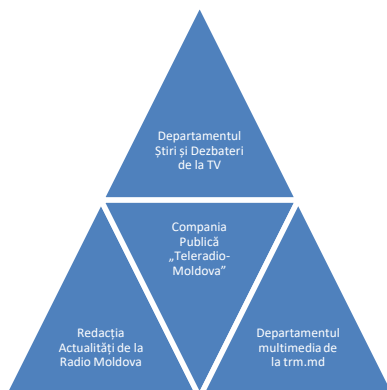 Departamentul
Știri și Dezbateri
de la TV
Compania
Publică
„Teleradio-
Moldova”
Redacția
Actualități de la
Radio Moldova
Departamentul
multimedia de
la trm.md